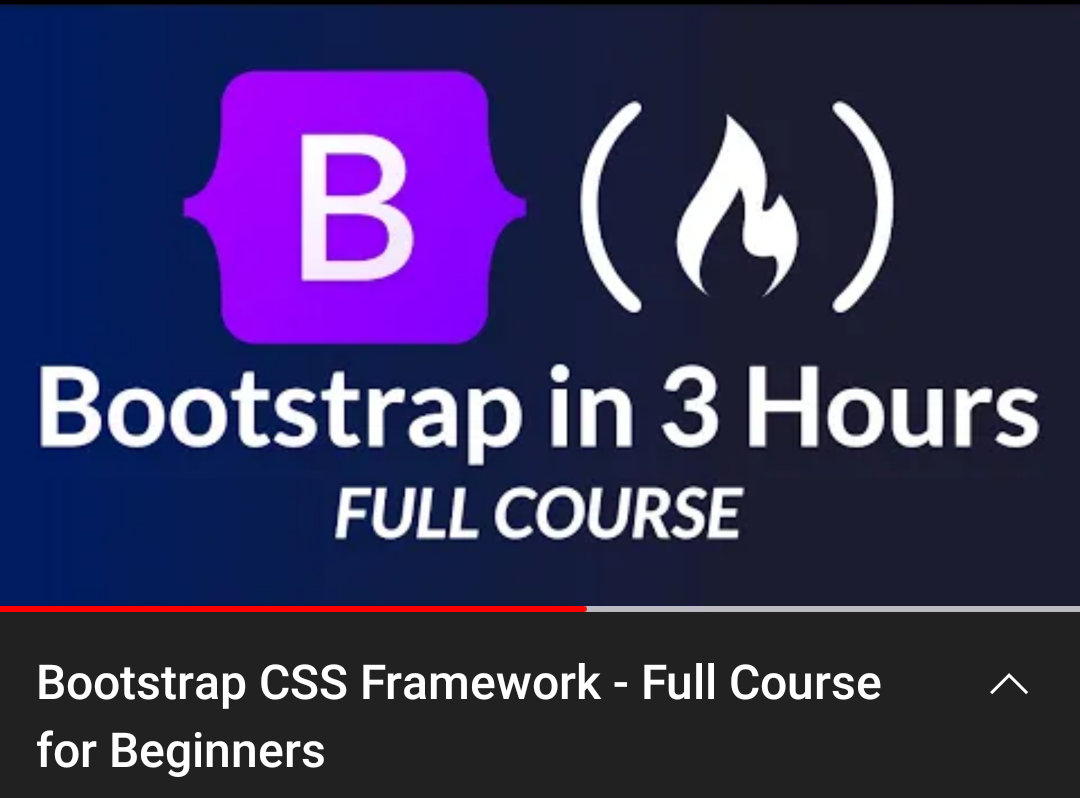 B
Bootstrap in 3 Hours
FULL COURSE
Bootstrap CSS Framework - Full Course
for Beginners